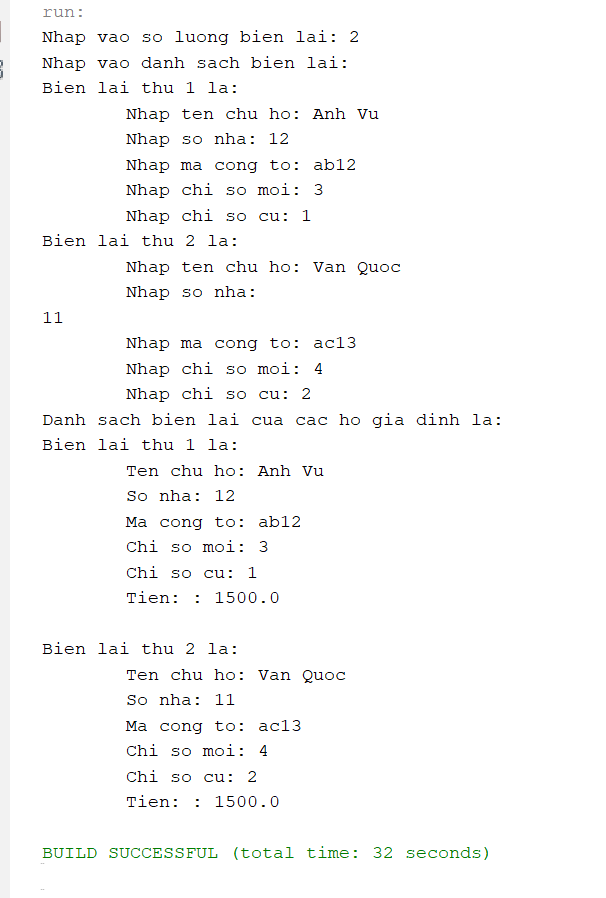 run:
Nhap vao so luong bien lai: 2
Nhap vao danh sach bien lai:
Bien lai thu 1 la:
Nhap ten chu ho: Anh Vu
Nhap so nha: 12
Nhap ma cong to: ab12
Nhap chi so moi: 3
Nhap chi so cu: 1
Bien lai thu 2 la:
Nhap ten chu ho: Van Quoc
Nhap so nha:
11
Nhap ma cong to: ac13
Nhap chi so moi: 4
Nhap chi so cu: 2
Danh sach bien lai cua cac ho gia dinh la:
Bien lai thu 1 la:
Ten chu ho: Anh Vu
So nha: 12
Ma cong to: ab12
Chi so moi: 3
Chi so cu: 1
Tien: : 1500.0
Bien lai thu 2 la:
Ten chu ho: Van Quoc
So nha: 11
Ma cong to: ac13
Chi so moi: 4
Chi so cu: 2
Tien: : 1500.0
BUILD SUCCESSFUL (total time: 32 seconds)